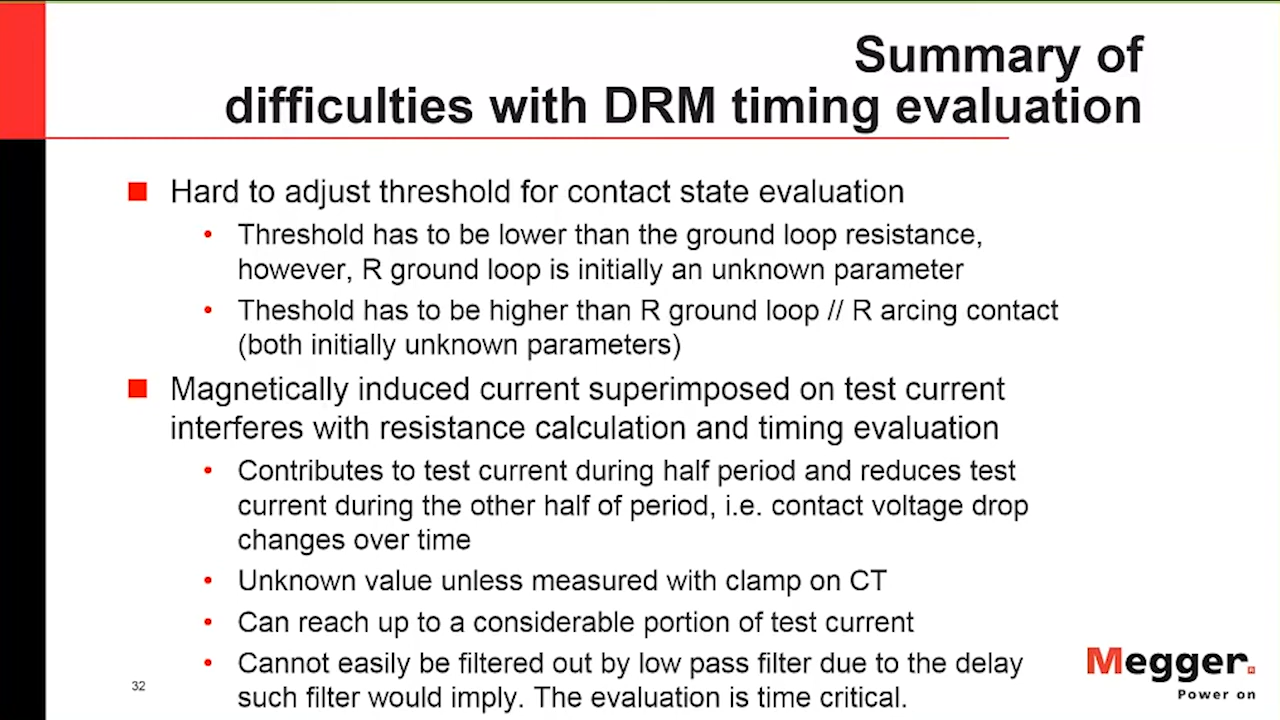 Summary of
difficulties with DRM timing evaluation
Hard to adjust threshold for contact state evaluation
Threshold has to be lower than the ground loop resistance,
however, R ground loop is initially an unknown parameter
Theshold has to be higher than R ground loop // R arcing contact
(both initially unknown parameters)
Magnetically induced current superimposed on test current
interferes with resistance calculation and timing evaluation
Contributes to test current during half period and reduces test
current during the other half of period, i.e. contact voltage drop
changes over time
Unknown value unless measured with clamp on CT
Can reach up to a considerable portion of test current
Cannot easily be filtered out by low pass filter due to the delay
such filter would imply. The evaluation is time critical.
32
Megger.
Power on